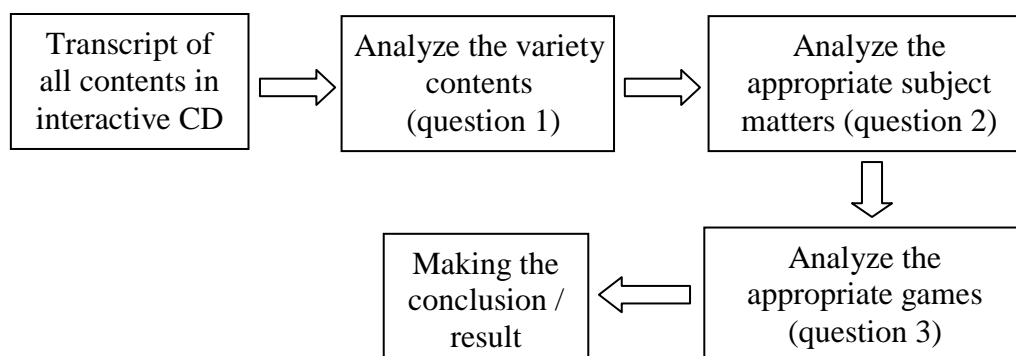 Transcript of
all contents in
interactive CD
Analyze the variety
contents
(question 1)
Analyze the
appropriate subject
matters (question 2)
Analyze the
appropriate games
(question 3)
Making the
conclusion /
result